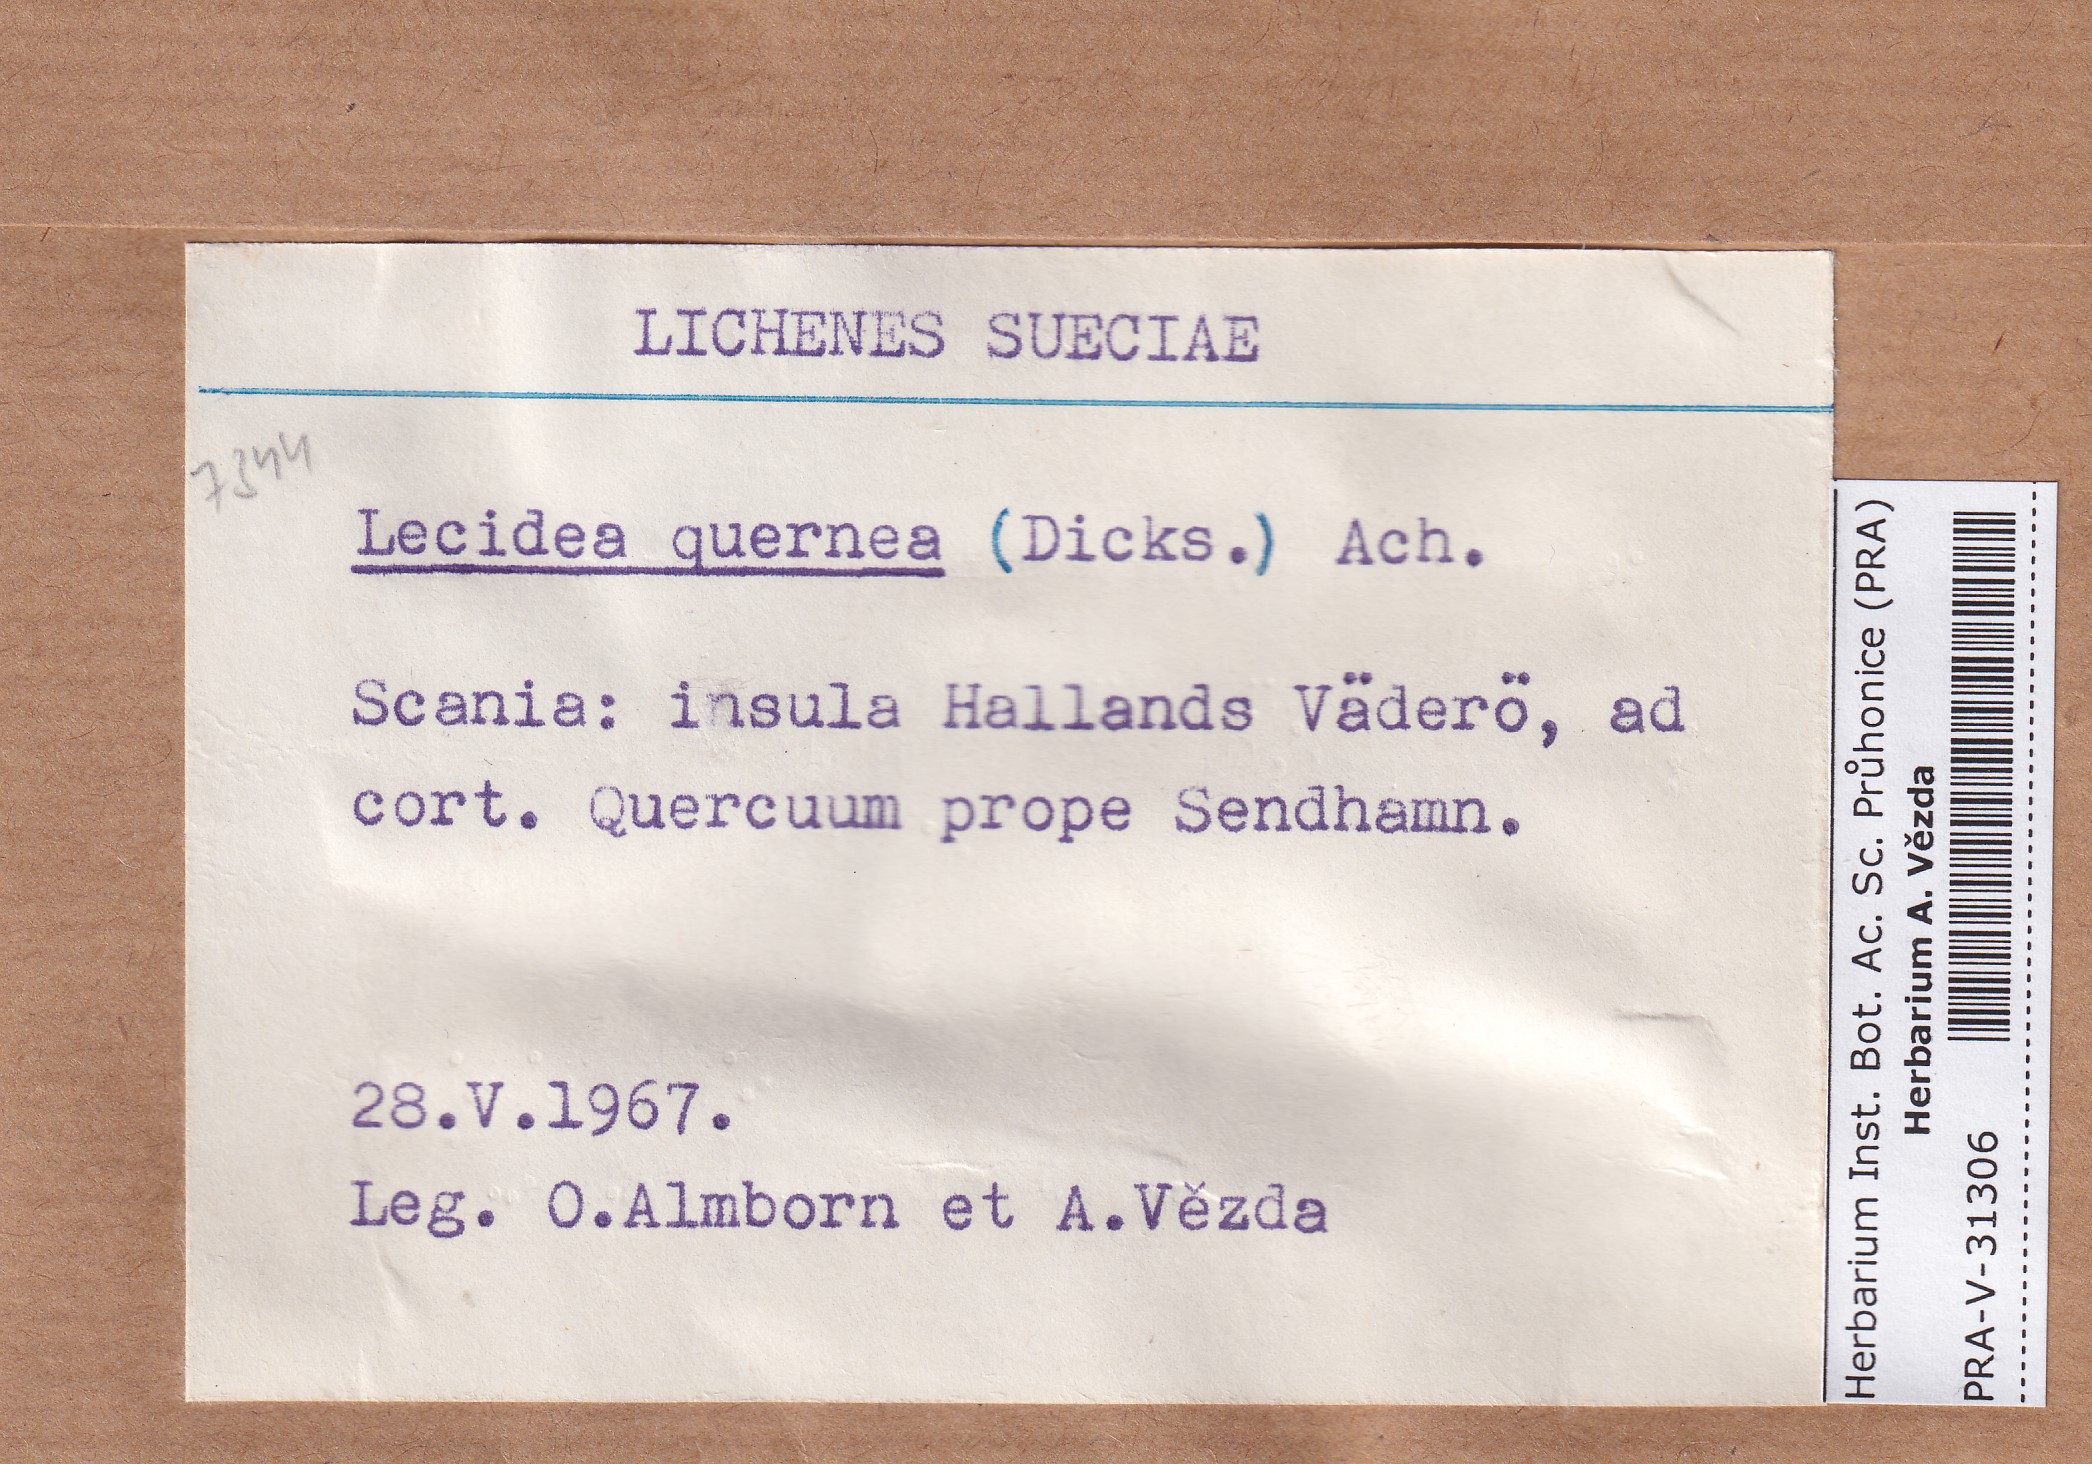 LICHENES SUECIAE
7344
Lecidea quernea (Dicks.) Ach.
Scania: insula Hallands Väderö, ad
cort. Quercuum prope Sendhamn.
28.V.1967.
Leg. O.Almborn et A.Vězda
Herbarium Inst. Bot. Ac. Sc. Průhonice (PRA)
Herbarium A. Vězda
PRA-V-31306